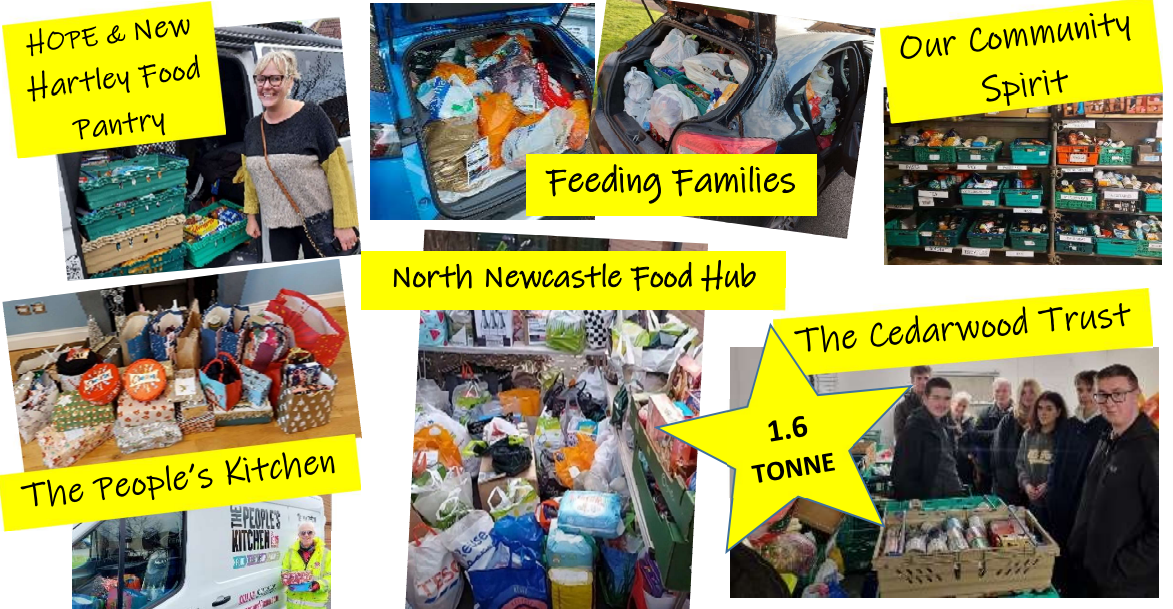 HOPE & New
Hartley Food
Pantry
Feeding Families
Our Community
Spirit
North Newcastle Food Hub
The Cedarwood Trust
1.6
TONNE
The People's Kitchen
THE
PEOPLE'S
KITCHEN
TESCO